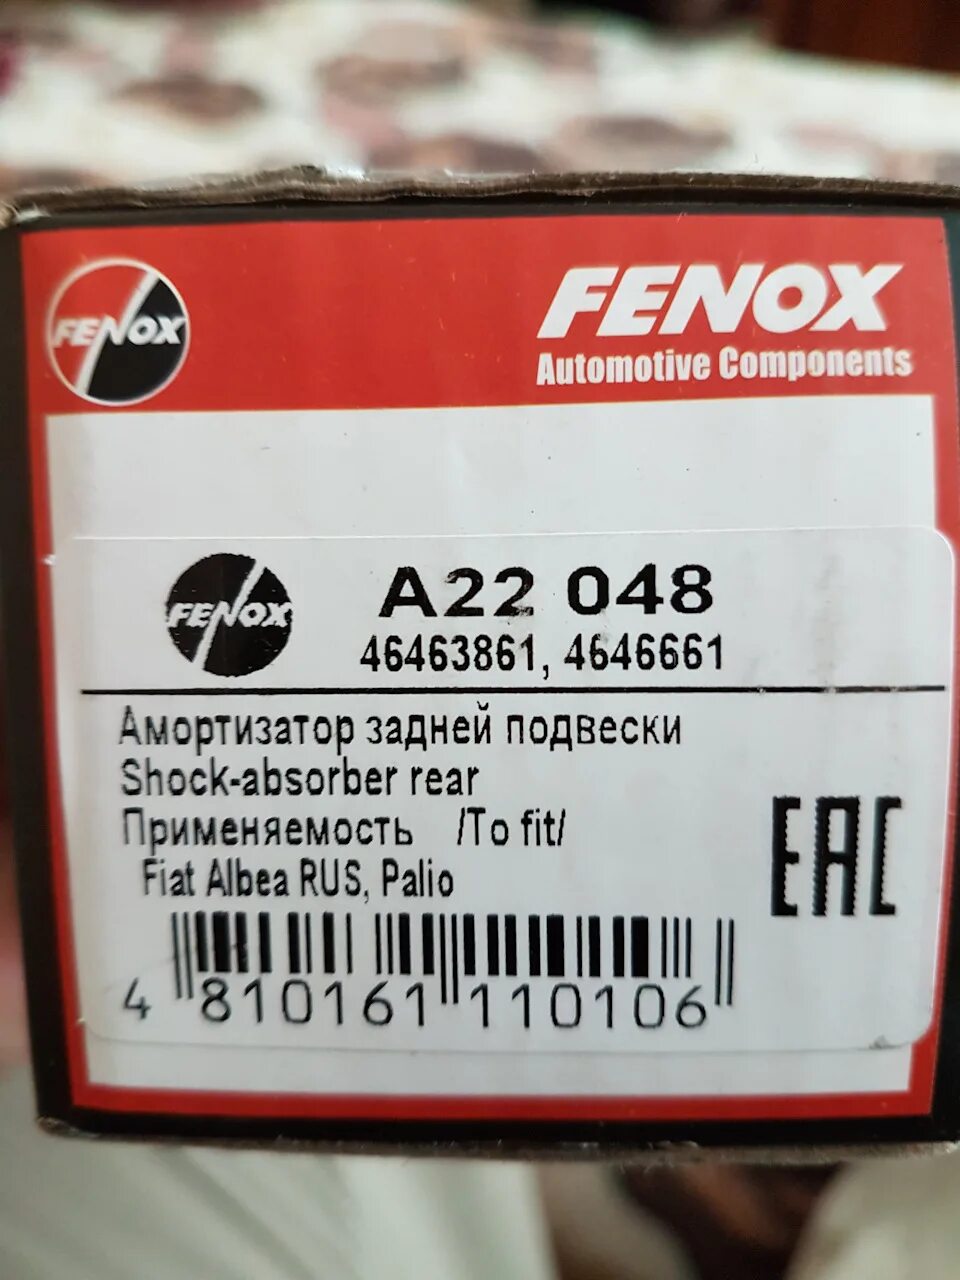 FENOX
FENOX
Automotive Components
FENOX
A22 048
46463861, 4646661
Амортизатор задней подвески
Shock-absorber rear
Применяемость /To fit/
Fiat Albea RUS, Palio
EAC
4 810161 110106